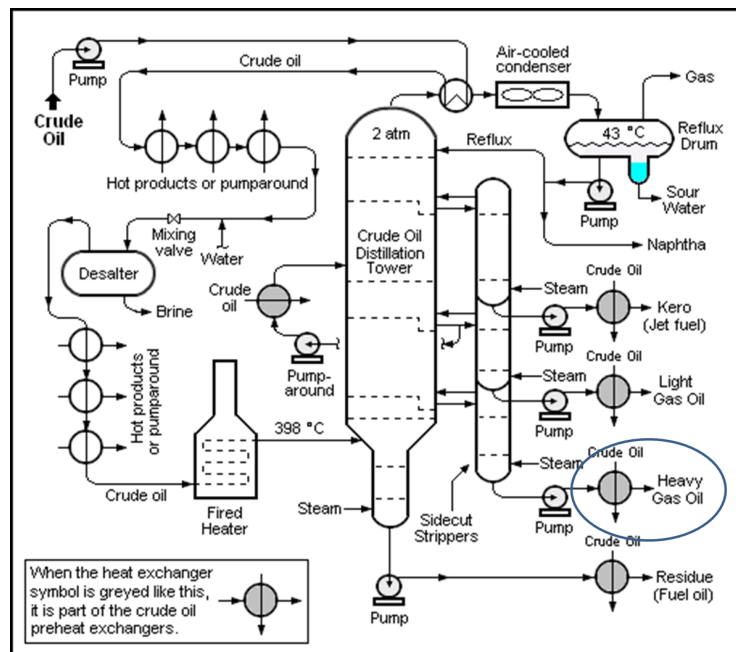 Pump
Crude
Oil
Crude oil
Air-cooled
condenser
Gas
2 atm
43 °C
Reflux
Drum
Reflux
Hot products or pumparound
Pump
Sour
Water
Mixing
valve
Water
Naphtha
Desalter
Crude Oil
Distillation
Tower
Crude
oil
Brine
Steam
Crude Oil
Pump
Kero
(Jet fuel)
Pump-
around
Hot products
or pumparound
Steam
Crude Oil
Pump
Light
Gas Oil
398 °C
Crude oil
Fired
Heater
Steam
Steam
Crude Oil
Heavy
Gas Oil
Pump
Sidecut
Strippers
Crude Oil
When the heat exchanger
symbol is greyed like this,
it is part of the crude oil
preheat exchangers.
Pump
Residue
(Fuel oil)